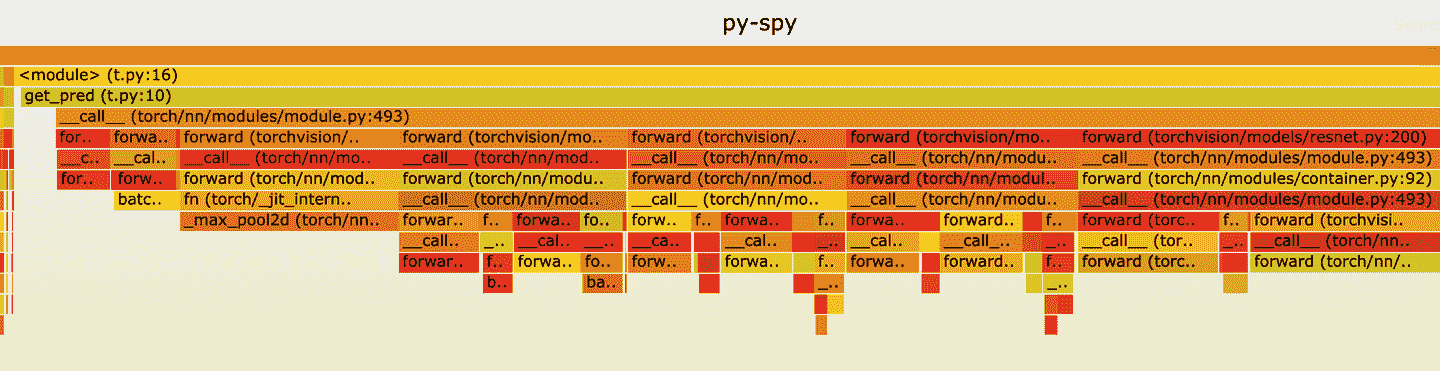 py-spy
Search
<module> (t.py:16)
get_pred (t.py:10)
__call__ (torch/nn/modules/module.py:493)
for.. forwa.. forward (torchvision/.. forward (torchvision/mo.. forward (torchvision/.. forward (torchvision/mo.. forward (torchvision/models/resnet.py:200)
__c.. __cal.. __call__ (torch/nn/mo.. __call__ (torch/nn/mod.. __call__ (torch/nn/mo.. __call__ (torch/nn/modu.. __call__ (torch/nn/modules/module.py:493)
for.. forw.. forward (torch/nn/mod.. forward (torch/nn/modu.. forward (torch/nn/mod.. forward (torch/nn/modul.. forward (torch/nn/modules/container.py:92)
batc.. fn (torch/_jit_intern.. __call__ (torch/nn/mod.. __call__ (torch/nn/mo.. __call__ (torch/nn/modu.. __call__ (torch/nn/modules/module.py:493)
_max_pool2d (torch/nn.. forwar.. f.. forwa.. fo.. forw.. f.. forwa.. f.. forwa.. forward.. f.. forward (torc.. f.. forward (torchvisi..
__call.. _.. __cal.. __.. __ca.. __cal.. _.. __cal.. __call_.. _.. __call__ (tor.. _.. __call__ (torch/nn..
forwar.. f.. forwa.. fo.. forw.. forwa.. f.. forwa.. forward.. f.. forward (torc.. forward (torch/nn/..
b.. ba.. _.. _..